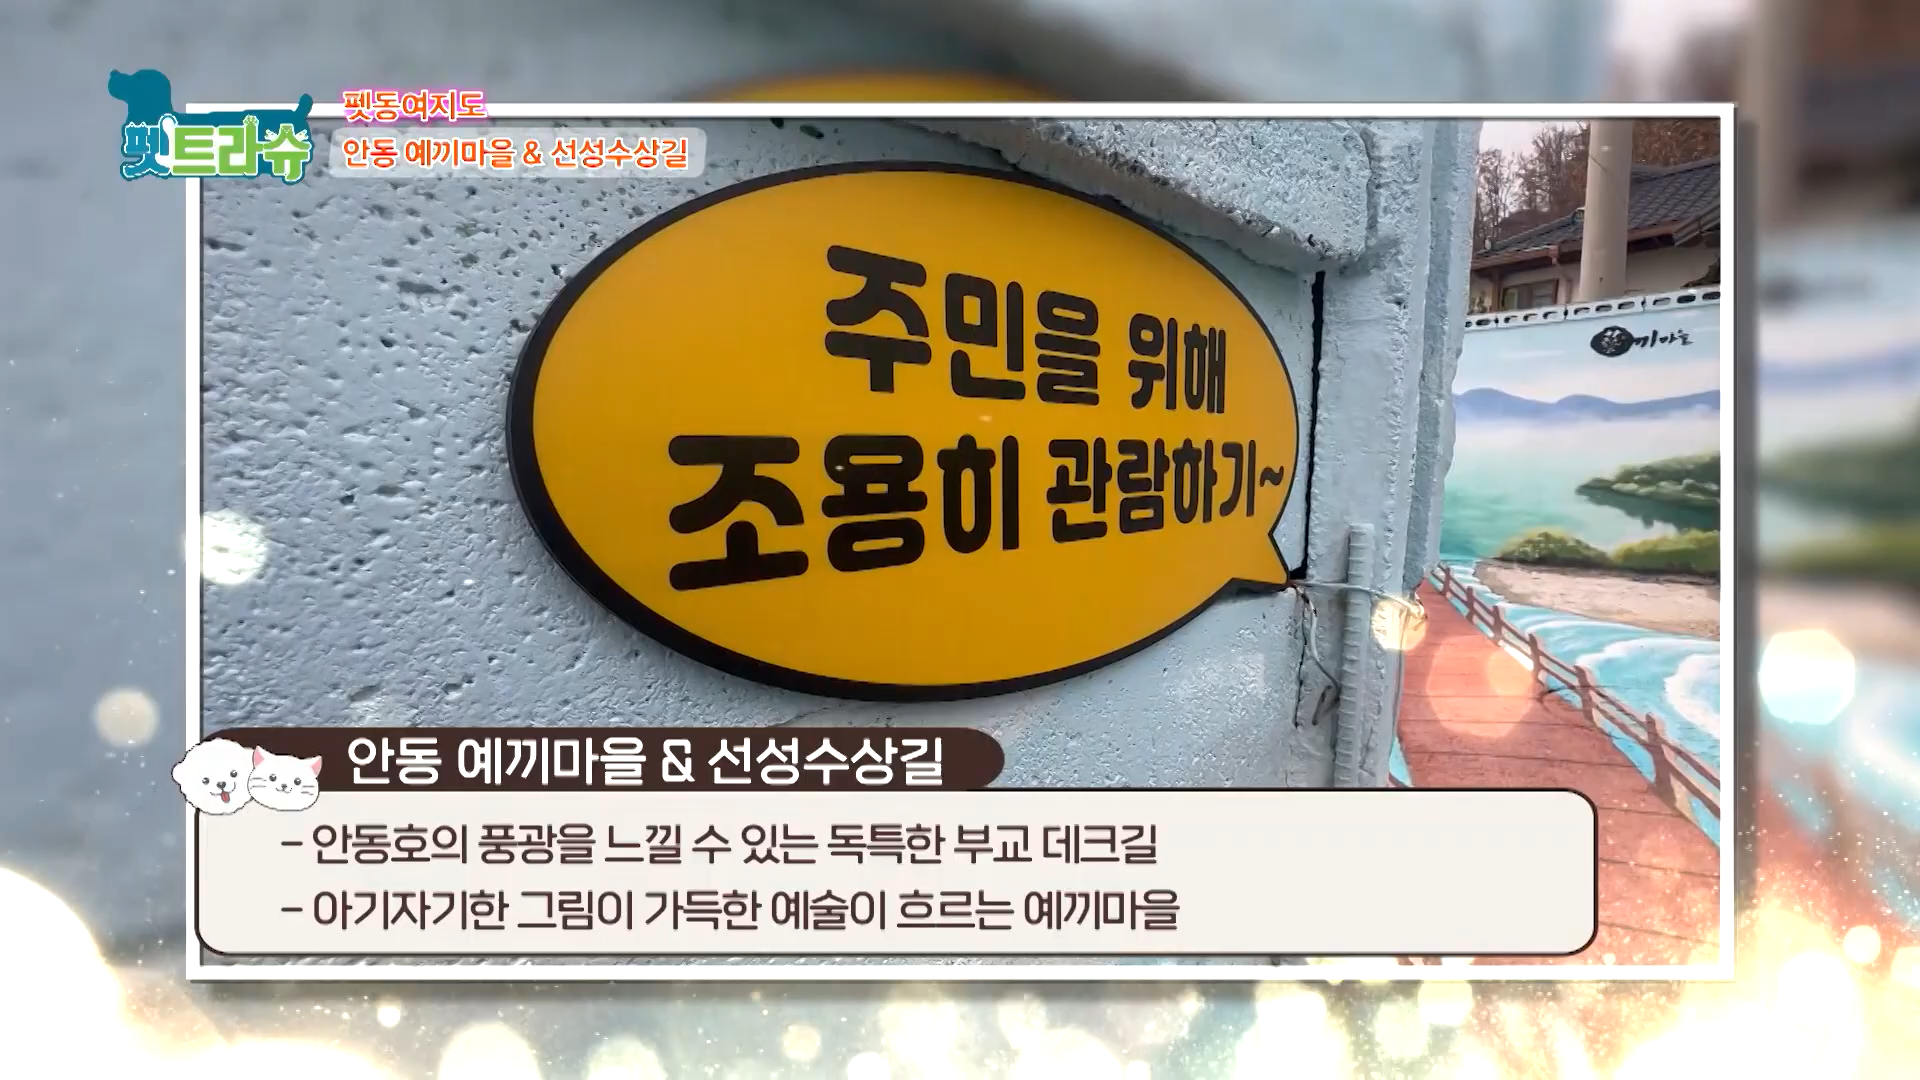 펫트라슈
펫동여지도
안동 예끼마을 & 선성수상길
주민을 위해
조용히 관람하기~
예끼마을
안동 예끼마을 & 선성수상길
- 안동호의 풍광을 느낄 수 있는 독특한 부교 데크길
- 아기자기한 그림이 가득한 예술이 흐르는 예끼마을